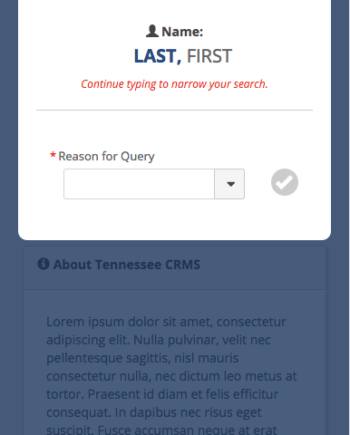 Name:
LAST, FIRST
Continue typing to narrow your search.
* Reason for Query
About Tennessee CRMS
Lorem ipsum dolor sit amet, consectetur
adipiscing elit. Nulla pulvinar, velit nec
pellentesque sagittis, nisl mauris
consectetur nulla, nec dictum leo metus at
tortor. Praesent id diam et felis efficitur
consequat. In dapibus nec risus eget
suscipit. Fusce accumsan neque at erat